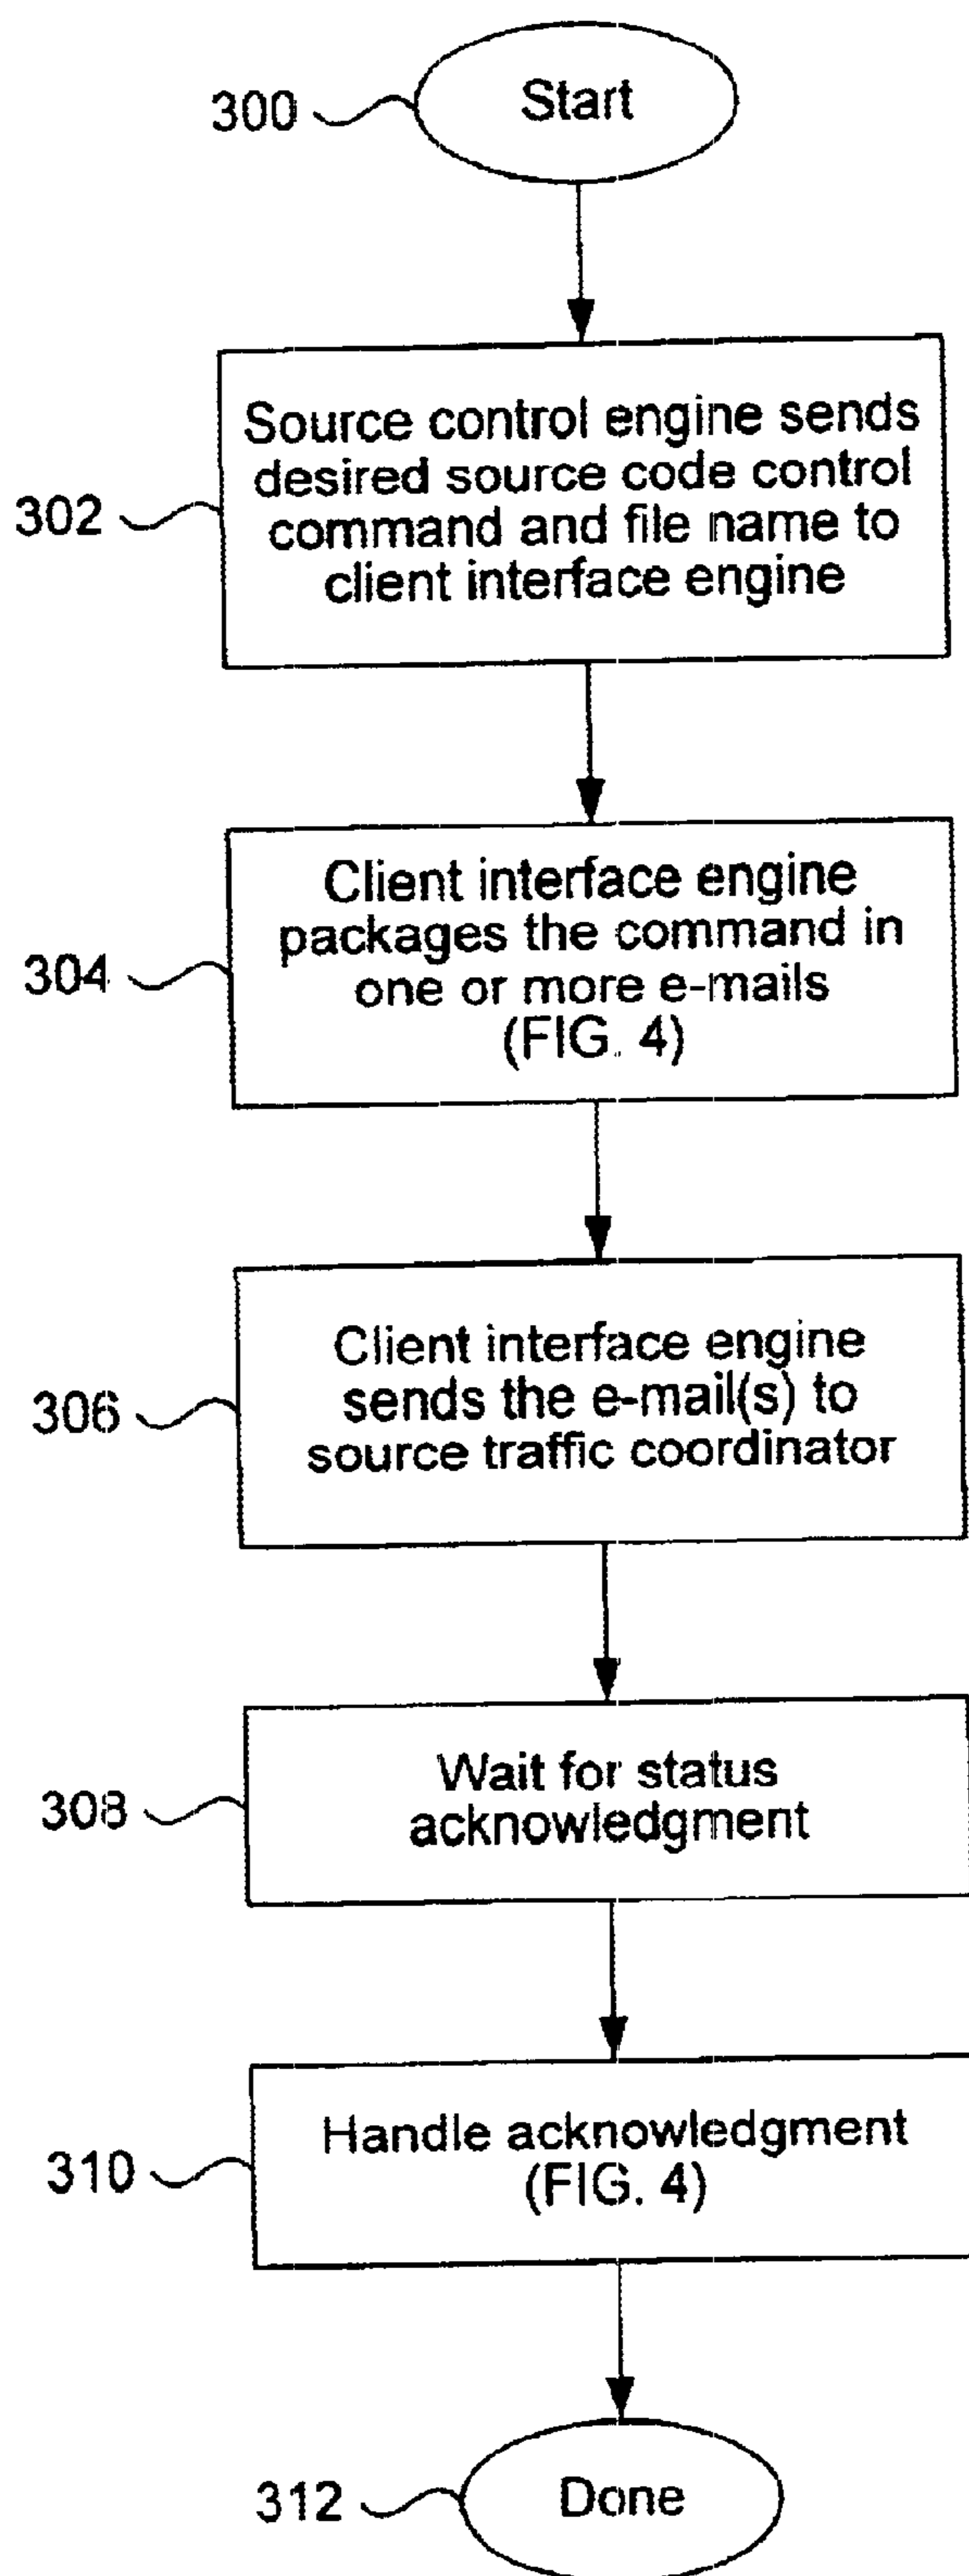 300
Start
302
Source control engine sends
desired source code control
command and file name to
client interface engine
304
Client interface engine
packages the command in
one or more e-mails
(FIG. 4)
306
Client interface engine
sends the e-mail(s) to
source traffic coordinator
308
Wait for status
acknowledgment
310
Handle acknowledgment
(FIG. 4)
312
Done